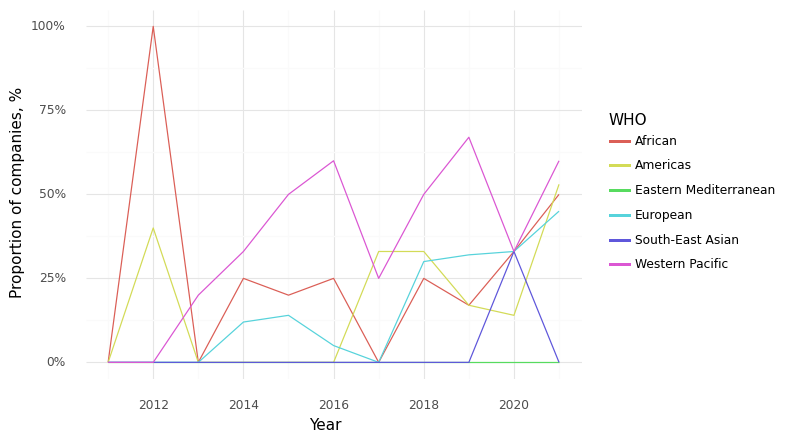 100%
75%
50%
25%
0%
Proportion of companies, %
2012
2014
2016
2018
2020
Year
WHO
African
Americas
Eastern Mediterranean
European
South-East Asian
Western Pacific